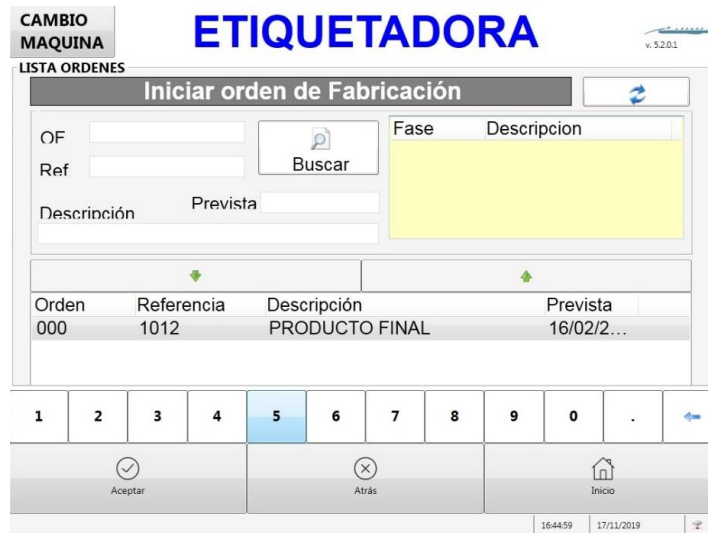 CAMBIO
MAQUINA
ETIQUETADORA
v. 5.2.0.1
LISTA ORDENES
Iniciar orden de Fabricación
OF
Ref
Buscar
Prevista
Descripción
Fase Descripcion
Orden Referencia Descripción Prevista
000 1012 PRODUCTO FINAL 16/02/2...
1 2 3 4 5 6 7 8 9 0 .
Aceptar Atrás Inicio
16:44:59 17/11/2019